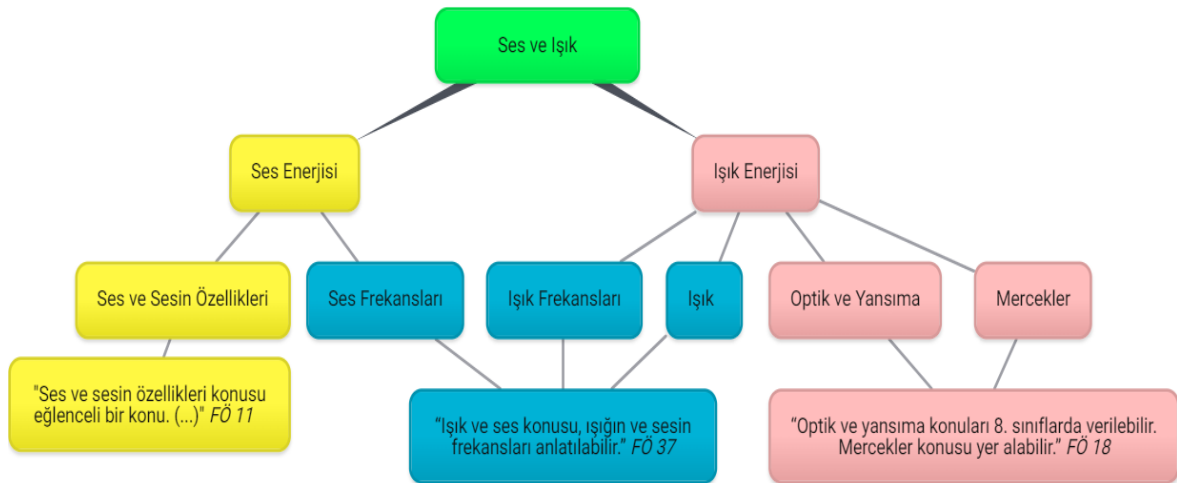 Ses ve Işık
Ses Enerjisi
Işık Enerjisi
Ses ve Sesin Özellikleri
Ses Frekansları
Işık Frekansları
Işık
Optik ve Yansıma
Mercekler
"Ses ve sesin özellikleri konusu
eğlenceli bir konu. (...)" FÖ 11
“Işık ve ses konusu, ışığın ve sesin
frekansları anlatılabilir.” FÖ 37
“Optik ve yansıma konuları 8. sınıflarda verilebilir.
Mercekler konusu yer alabilir.” FÖ 18